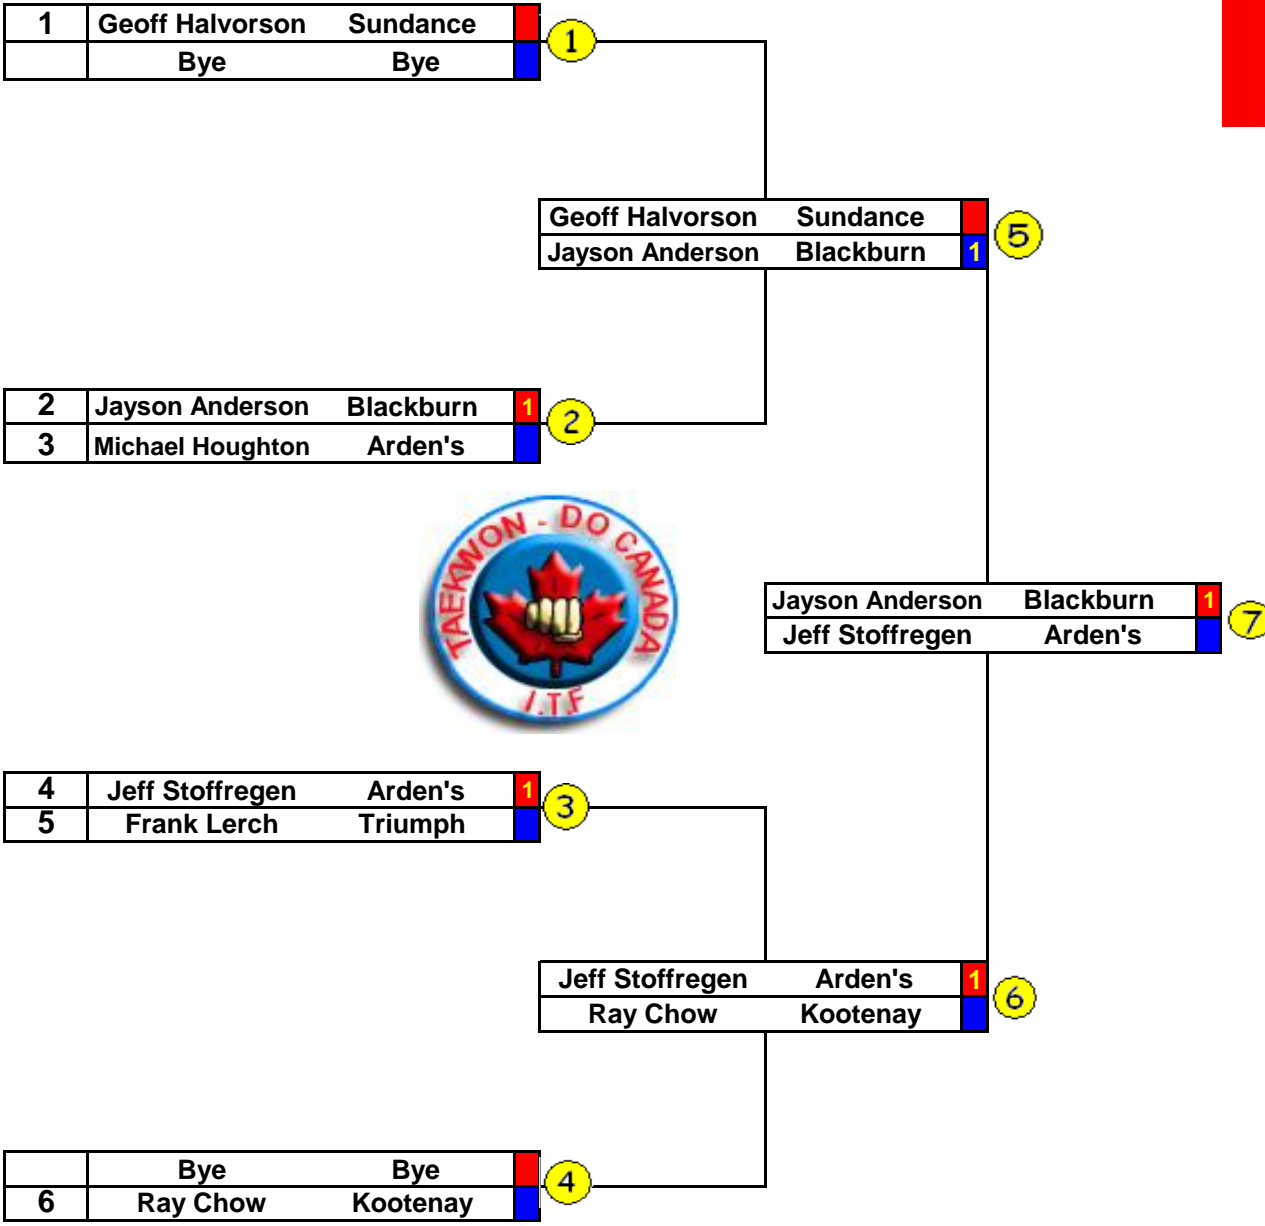 1 Geoff Halvorson Sundance
Bye Bye
1
Geoff Halvorson Sundance
Jayson Anderson Blackburn 1
5
2 Jayson Anderson Blackburn 1
3 Michael Houghton Arden's
2
TAEKWON - DO CANADA
I.T.F
Jayson Anderson Blackburn 1
Jeff Stoffregen Arden's
7
4 Jeff Stoffregen Arden's 1
5 Frank Lerch Triumph
3
Jeff Stoffregen Arden's 1
Ray Chow Kootenay
6
Bye Bye
6 Ray Chow Kootenay
4